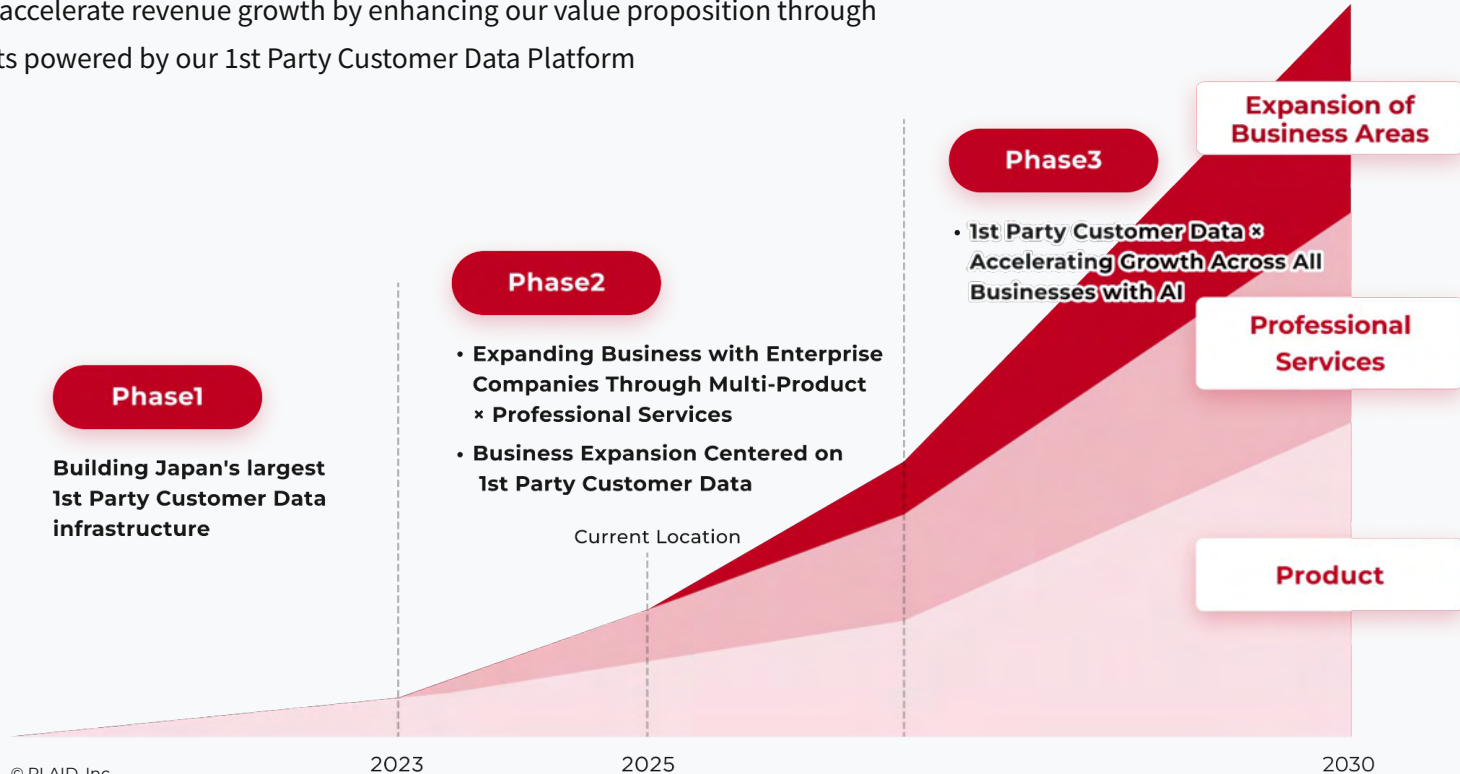 accelerate revenue growth by enhancing our value proposition through
powered by our 1st Party Customer Data Platform
Expansion of
Business Areas
Phase3
• 1st Party Customer Data ×
Accelerating Growth Across All
Businesses with AI
Phase2
• Expanding Business with Enterprise
Companies Through Multi-Product
× Professional Services
• Business Expansion Centered on
1st Party Customer Data
Professional
Services
Phase1
Building Japan's largest
1st Party Customer Data
infrastructure
Current Location
Product
2023
2025
2030
© PLAID, Inc.